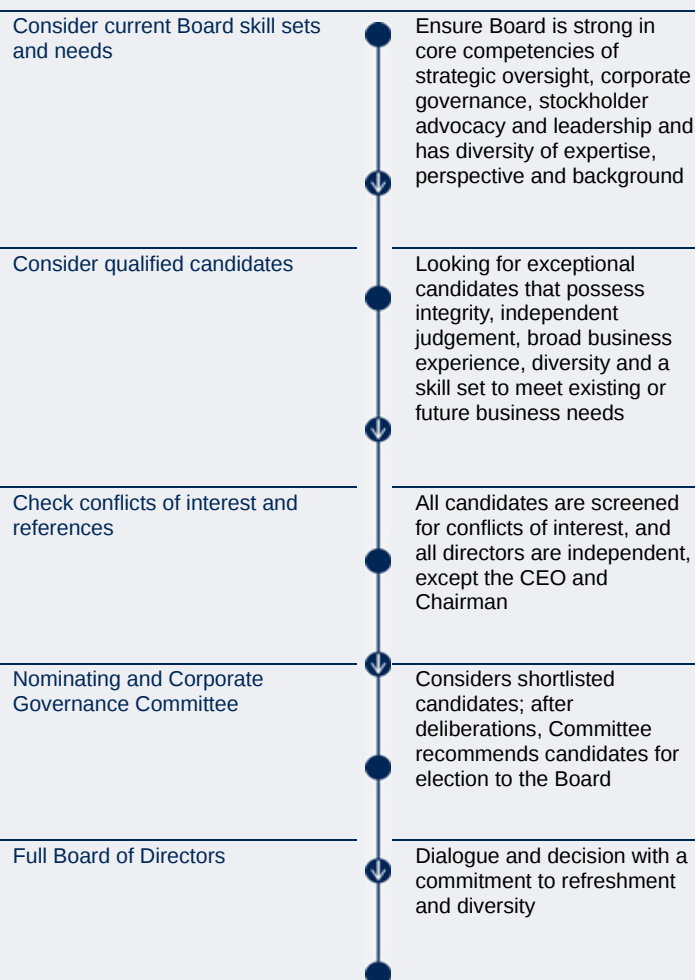 Consider current Board skill sets
and needs
Ensure Board is strong in
core competencies of
strategic oversight, corporate
governance, stockholder
advocacy and leadership and
has diversity of expertise,
perspective and background
Consider qualified candidates
Looking for exceptional
candidates that possess
integrity, independent
judgement, broad business
experience, diversity and a
skill set to meet existing or
future business needs
Check conflicts of interest and
references
All candidates are screened
for conflicts of interest, and
all directors are independent,
except the CEO and
Chairman
Nominating and Corporate
Governance Committee
Considers shortlisted
candidates; after
deliberations, Committee
recommends candidates for
election to the Board
Full Board of Directors
Dialogue and decision with a
commitment to refreshment
and diversity